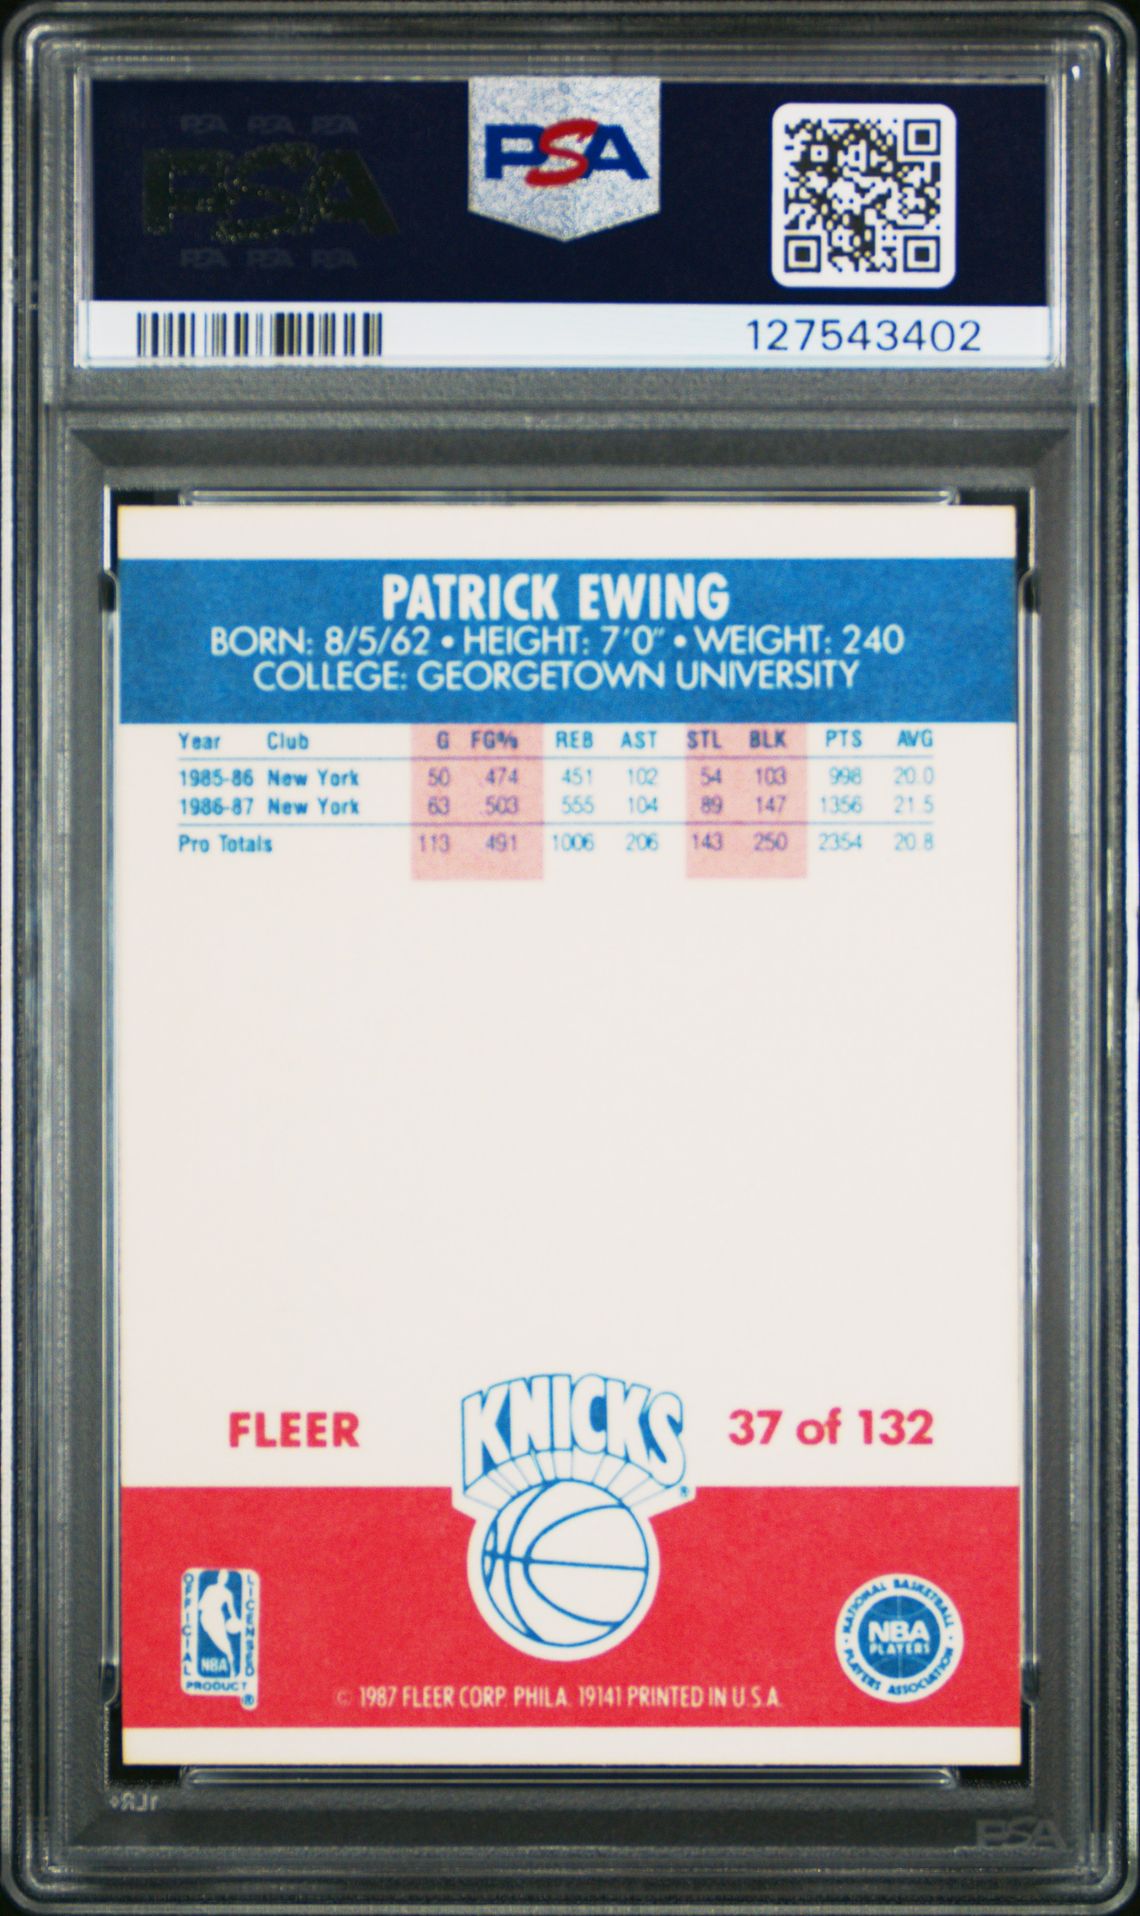 PSA PSA PSA
PSA
PSA PSA PSA
PSA
127543402
PATRICK EWING
BORN: 8/5/62 • HEIGHT: 7'0" • WEIGHT: 240
COLLEGE: GEORGETOWN UNIVERSITY
Year Club G FG% REB AST STL BLK PTS AVG
1985-86 New York 50 .474 451 102 54 103 998 20.0
1986-87 New York 63 .503 555 104 89 147 1356 21.5
Pro Totals 113 .491 1006 206 143 250 2354 20.8
KNICKS
®
FLEER
37 of 132
OFFICIAL LICENSED
NBA
PRODUCT
®
NATIONAL BASKETBALL
NBA
PLAYERS
PLAYERS ASSOCIATION
© 1987 FLEER CORP. PHILA. 19141 PRINTED IN U.S.A.
PSA